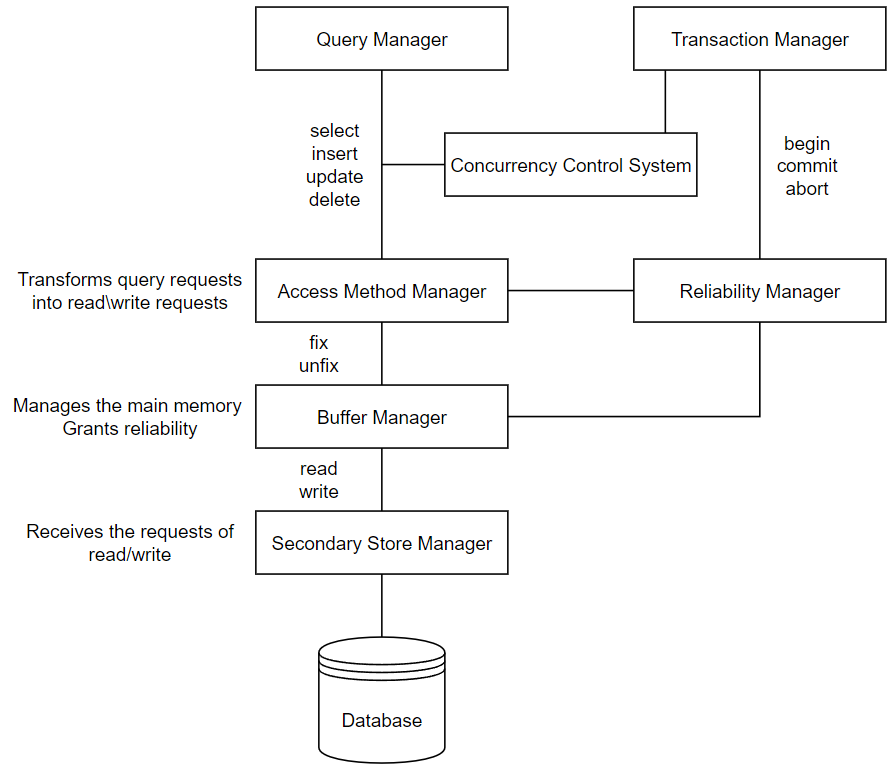 Query Manager
Transaction Manager
select
insert
update
delete
Concurrency Control System
begin
commit
abort
Transforms query requests
into read\write requests
Access Method Manager
Reliability Manager
fix
unfix
Manages the main memory
Grants reliability
Buffer Manager
read
write
Receives the requests of
read/write
Secondary Store Manager
Database